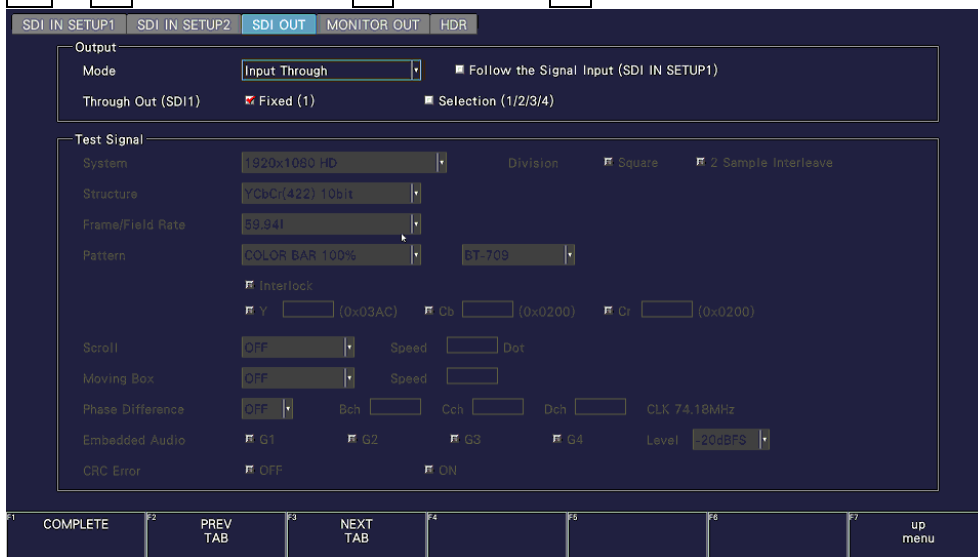 SDI IN SETUP1 SDI IN SETUP2 SDI OUT MONITOR OUT HDR
Output
Mode Input Through Follow the Signal Input (SDI IN SETUP1)
Through Out (SDI1) Fixed (1) Selection (1/2/3/4)
Test Signal
System 1920x1080 HD Division Square 2 Sample Interleave
Structure YCbCr(422) 10bit
Frame/Field Rate 59.94I
Pattern COLOR BAR 100% BT-709
Interlock
Y (0x03AC) Cb (0x0200) Cr (0x0200)
Scroll OFF Speed Dot
Moving Box OFF Speed
Phase Difference OFF Bch Cch Dch CLK 74.18MHz
Embedded Audio G1 G2 G3 G4 Level -20dBFS
CRC Error OFF ON
F1 COMPLETE F2 PREV TAB F3 NEXT TAB F4 F5 F6 F7 up menu